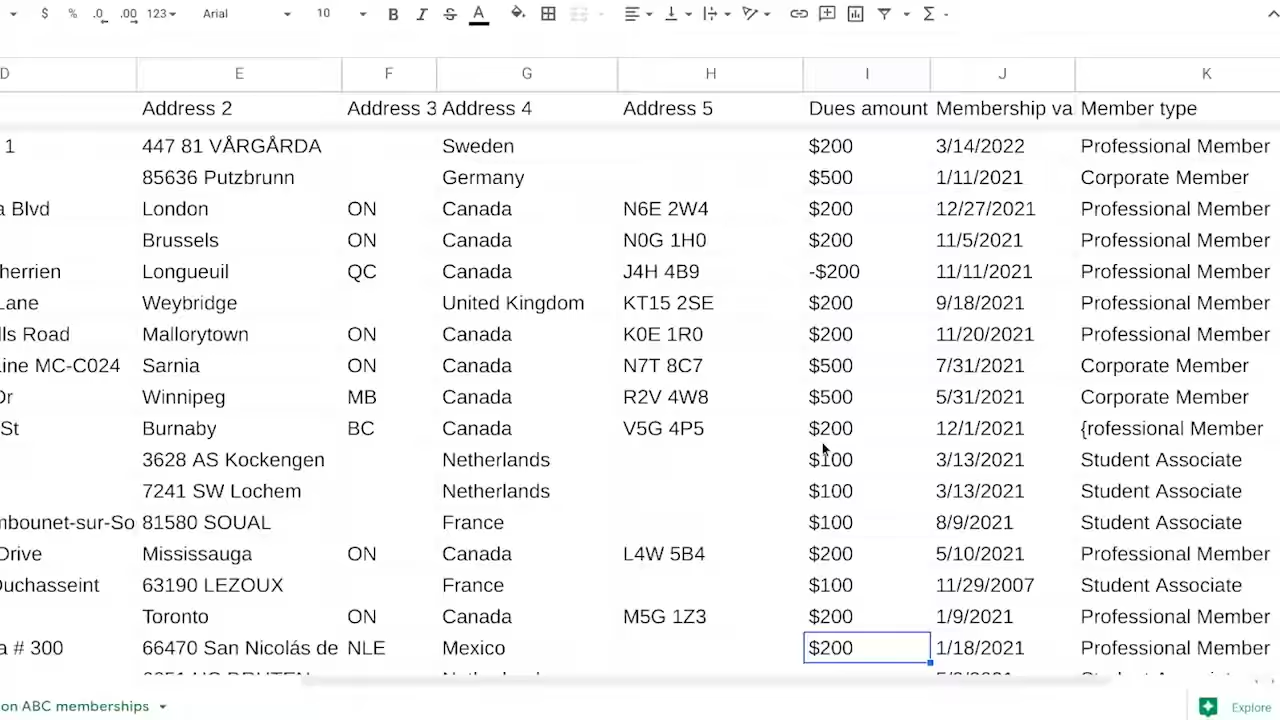 $ % .0 .00 123 Arial 10 B I S A Σ
D E F G H I J K
Address 2 Address 3 Address 4 Address 5 Dues amount Membership va Member type
1 447 81 VÅRGÅRDA Sweden $200 3/14/2022 Professional Member
85636 Putzbrunn Germany $500 1/11/2021 Corporate Member
a Blvd London ON Canada N6E 2W4 $200 12/27/2021 Professional Member
Brussels ON Canada N0G 1H0 $200 11/5/2021 Professional Member
herrien Longueuil QC Canada J4H 4B9 -$200 11/11/2021 Professional Member
Lane Weybridge United Kingdom KT15 2SE $200 9/18/2021 Professional Member
lls Road Mallorytown ON Canada K0E 1R0 $200 11/20/2021 Professional Member
ine MC-C024 Sarnia ON Canada N7T 8C7 $500 7/31/2021 Corporate Member
Dr Winnipeg MB Canada R2V 4W8 $500 5/31/2021 Corporate Member
St Burnaby BC Canada V5G 4P5 $200 12/1/2021 {rofessional Member
3628 AS Kockengen Netherlands $100 3/13/2021 Student Associate
7241 SW Lochem Netherlands $100 3/13/2021 Student Associate
mbounet-sur-So 81580 SOUAL France $100 8/9/2021 Student Associate
Drive Mississauga ON Canada L4W 5B4 $200 5/10/2021 Professional Member
Duchasseint 63190 LEZOUX France $100 11/29/2007 Student Associate
Toronto ON Canada M5G 1Z3 $200 1/9/2021 Professional Member
a # 300 66470 San Nicolás de NLE Mexico $200 1/18/2021 Professional Member
on ABC memberships Explore